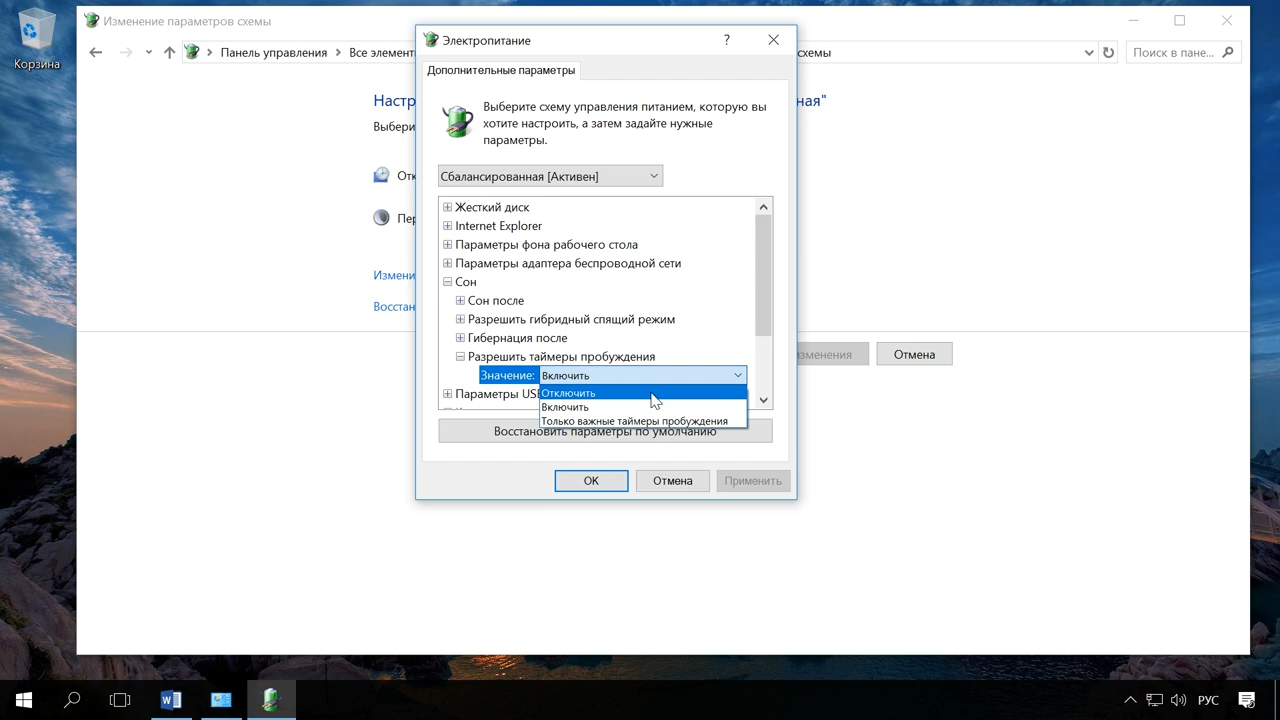 Корзина
Изменение параметров схемы
Панель управления
Все элемент
схемы
Поиск в пане...
Настр
ная"
Выбери
Отк
Пер
Измени
Восстан
изменения
Отмена
Электропитание
?
Дополнительные параметры
Выберите схему управления питанием, которую вы
хотите настроить, а затем задайте нужные
параметры.
Сбалансированная [Активен]
Жесткий диск
Internet Explorer
Параметры фона рабочего стола
Параметры адаптера беспроводной сети
Сон
Сон после
Разрешить гибридный спящий режим
Гибернация после
Разрешить таймеры пробуждения
Значение: Включить
Отключить
Включить
Только важные таймеры пробуждения
Параметры US
Восстановить параметры по умолчанию
OK
Отмена
Применить
РУС